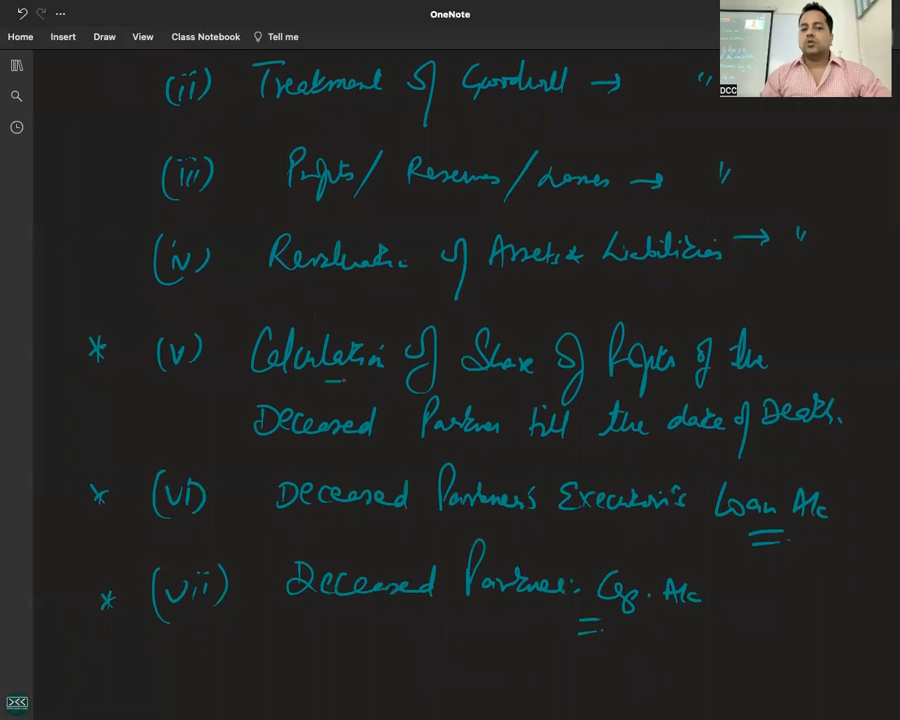 OneNote
Home Insert Draw View Class Notebook Tell me
(ii) Treatment of Goodwill → "
DCC
(iii) Profits / Reserves / Losses → "
(iv) Revaluatio. of Assets & Liabilities → "
* (v) Calculation of Share of Profits of the
Deceased Partner till the date of Death.
* (vi) Deceased Partner's Executor's Loan A/c
* (vii) Deceased Partner: Cap. A/c